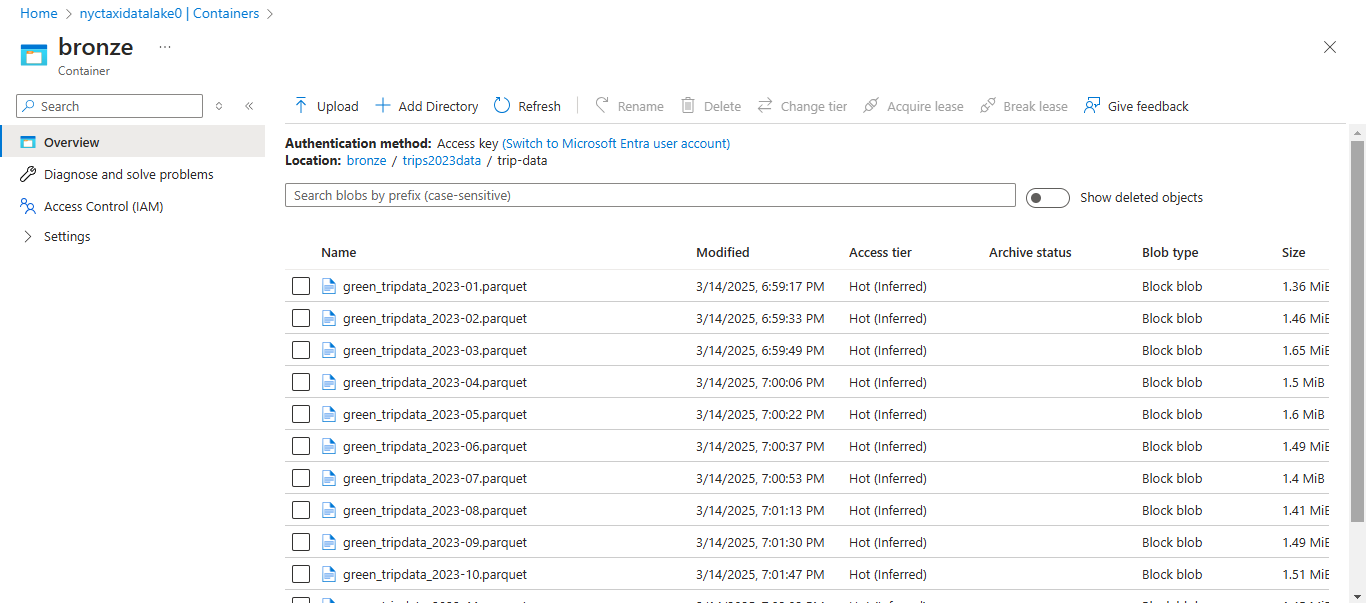 Home > nyctaxidatalake0 | Containers >
bronze ...
Container
Search
Upload Add Directory Refresh Rename Delete Change tier Acquire lease Break lease Give feedback
Overview
Diagnose and solve problems
Access Control (IAM)
Settings
Authentication method: Access key (Switch to Microsoft Entra user account)
Location: bronze / trips2023data / trip-data
Search blobs by prefix (case-sensitive)
Show deleted objects
Name Modified Access tier Archive status Blob type Size
green_tripdata_2023-01.parquet 3/14/2025, 6:59:17 PM Hot (Inferred) Block blob 1.36 MiB
green_tripdata_2023-02.parquet 3/14/2025, 6:59:33 PM Hot (Inferred) Block blob 1.46 MiB
green_tripdata_2023-03.parquet 3/14/2025, 6:59:49 PM Hot (Inferred) Block blob 1.65 MiB
green_tripdata_2023-04.parquet 3/14/2025, 7:00:06 PM Hot (Inferred) Block blob 1.5 MiB
green_tripdata_2023-05.parquet 3/14/2025, 7:00:22 PM Hot (Inferred) Block blob 1.6 MiB
green_tripdata_2023-06.parquet 3/14/2025, 7:00:37 PM Hot (Inferred) Block blob 1.49 MiB
green_tripdata_2023-07.parquet 3/14/2025, 7:00:53 PM Hot (Inferred) Block blob 1.4 MiB
green_tripdata_2023-08.parquet 3/14/2025, 7:01:13 PM Hot (Inferred) Block blob 1.41 MiB
green_tripdata_2023-09.parquet 3/14/2025, 7:01:30 PM Hot (Inferred) Block blob 1.49 MiB
green_tripdata_2023-10.parquet 3/14/2025, 7:01:47 PM Hot (Inferred) Block blob 1.51 MiB